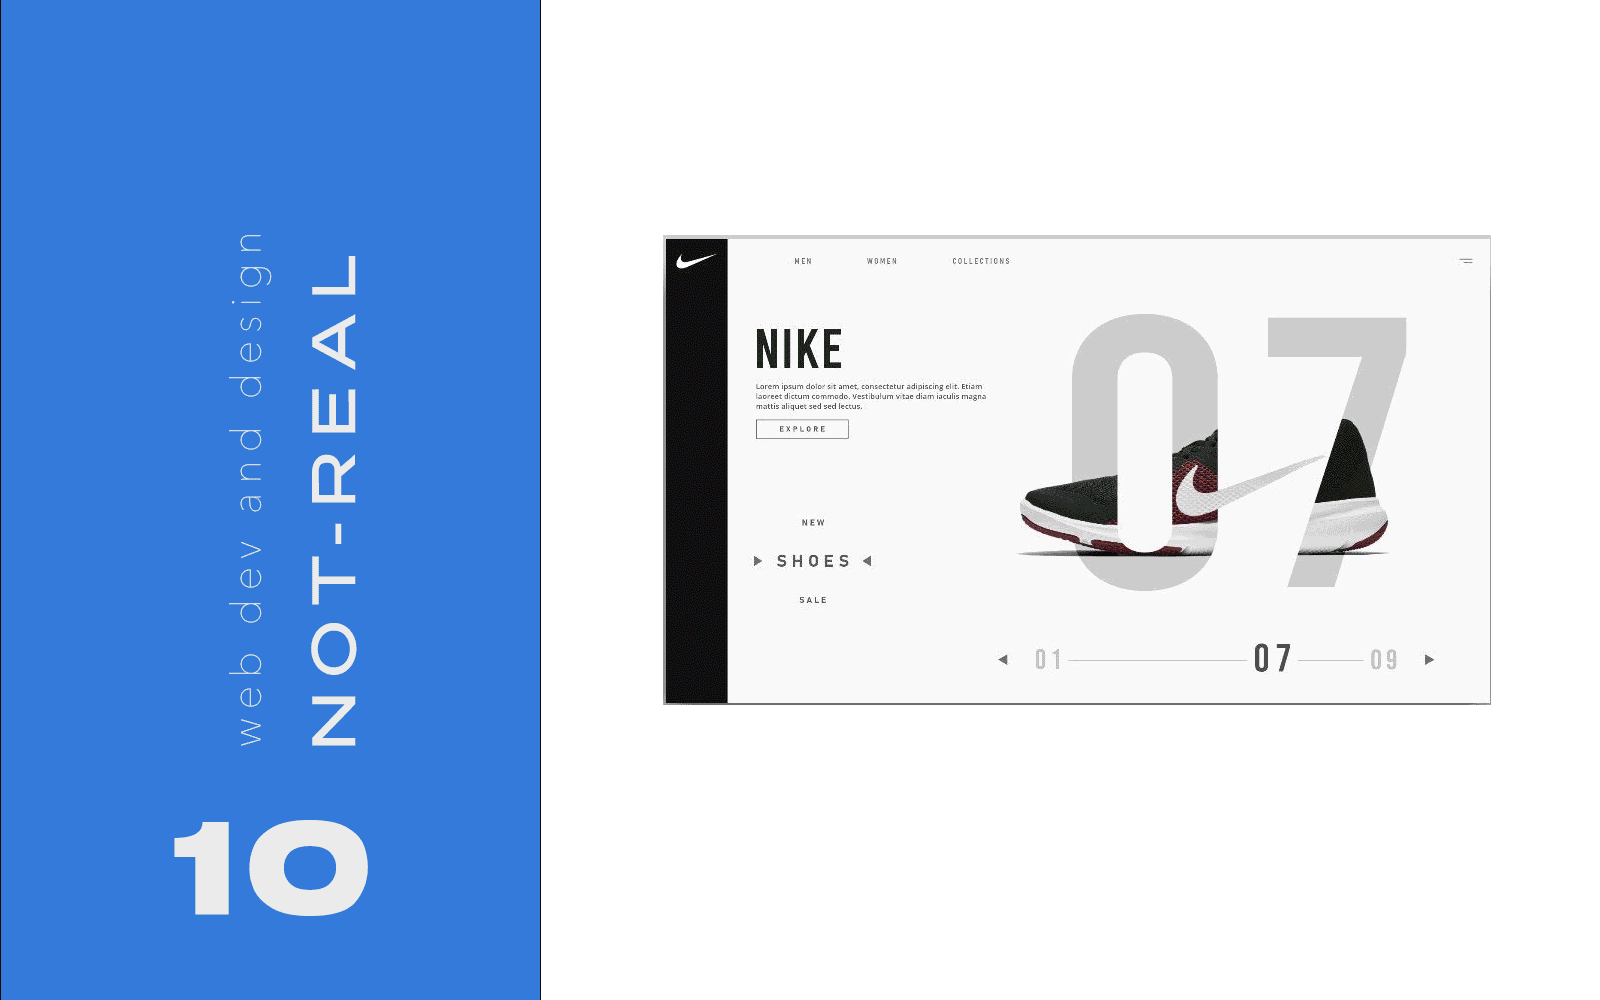 web dev and design
NOT-REAL
10
MEN WOMEN COLLECTIONS
NIKE
Lorem ipsum dolor sit amet, consectetur adipiscing elit. Etiam
laoreet dictum commodo. Vestibulum vitae diam iaculis magna
mattis aliquet sed sed lectus.
EXPLORE
NEW
SHOES
SALE
07
01 07 09